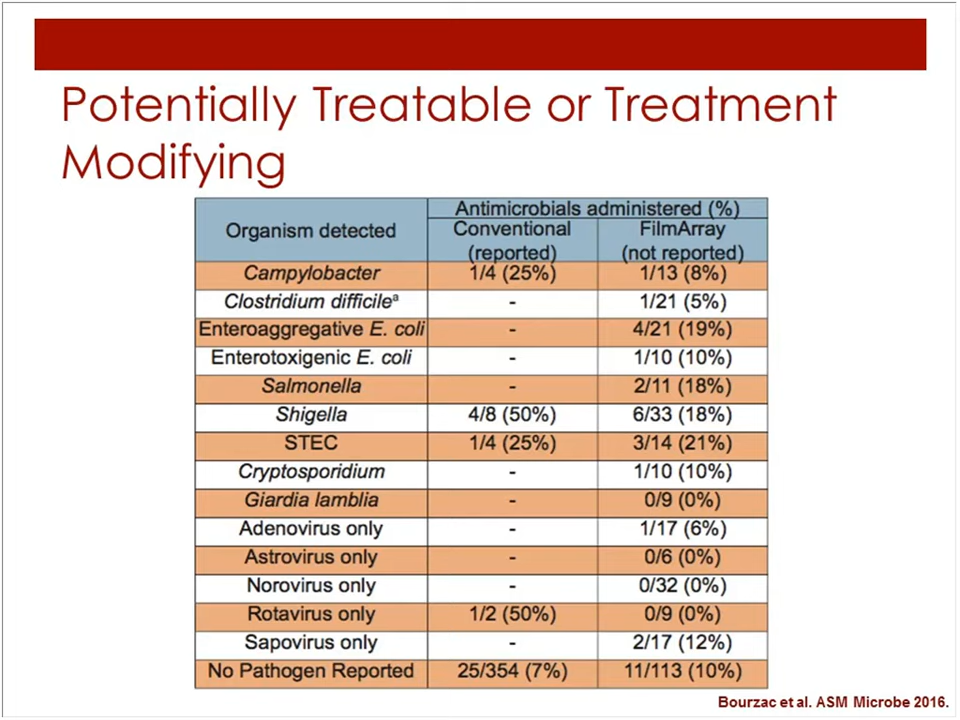 Potentially Treatable or Treatment
Modifying
Organism detected
Antimicrobials administered (%)
Conventional
(reported)
FilmArray
(not reported)
Campylobacter 1/4 (25%) 1/13 (8%)
Clostridium difficileᵃ - 1/21 (5%)
Enteroaggregative E. coli - 4/21 (19%)
Enterotoxigenic E. coli - 1/10 (10%)
Salmonella - 2/11 (18%)
Shigella 4/8 (50%) 6/33 (18%)
STEC 1/4 (25%) 3/14 (21%)
Cryptosporidium - 1/10 (10%)
Giardia lamblia - 0/9 (0%)
Adenovirus only - 1/17 (6%)
Astrovirus only - 0/6 (0%)
Norovirus only - 0/32 (0%)
Rotavirus only 1/2 (50%) 0/9 (0%)
Sapovirus only - 2/17 (12%)
No Pathogen Reported 25/354 (7%) 11/113 (10%)
Bourzac et al. ASM Microbe 2016.